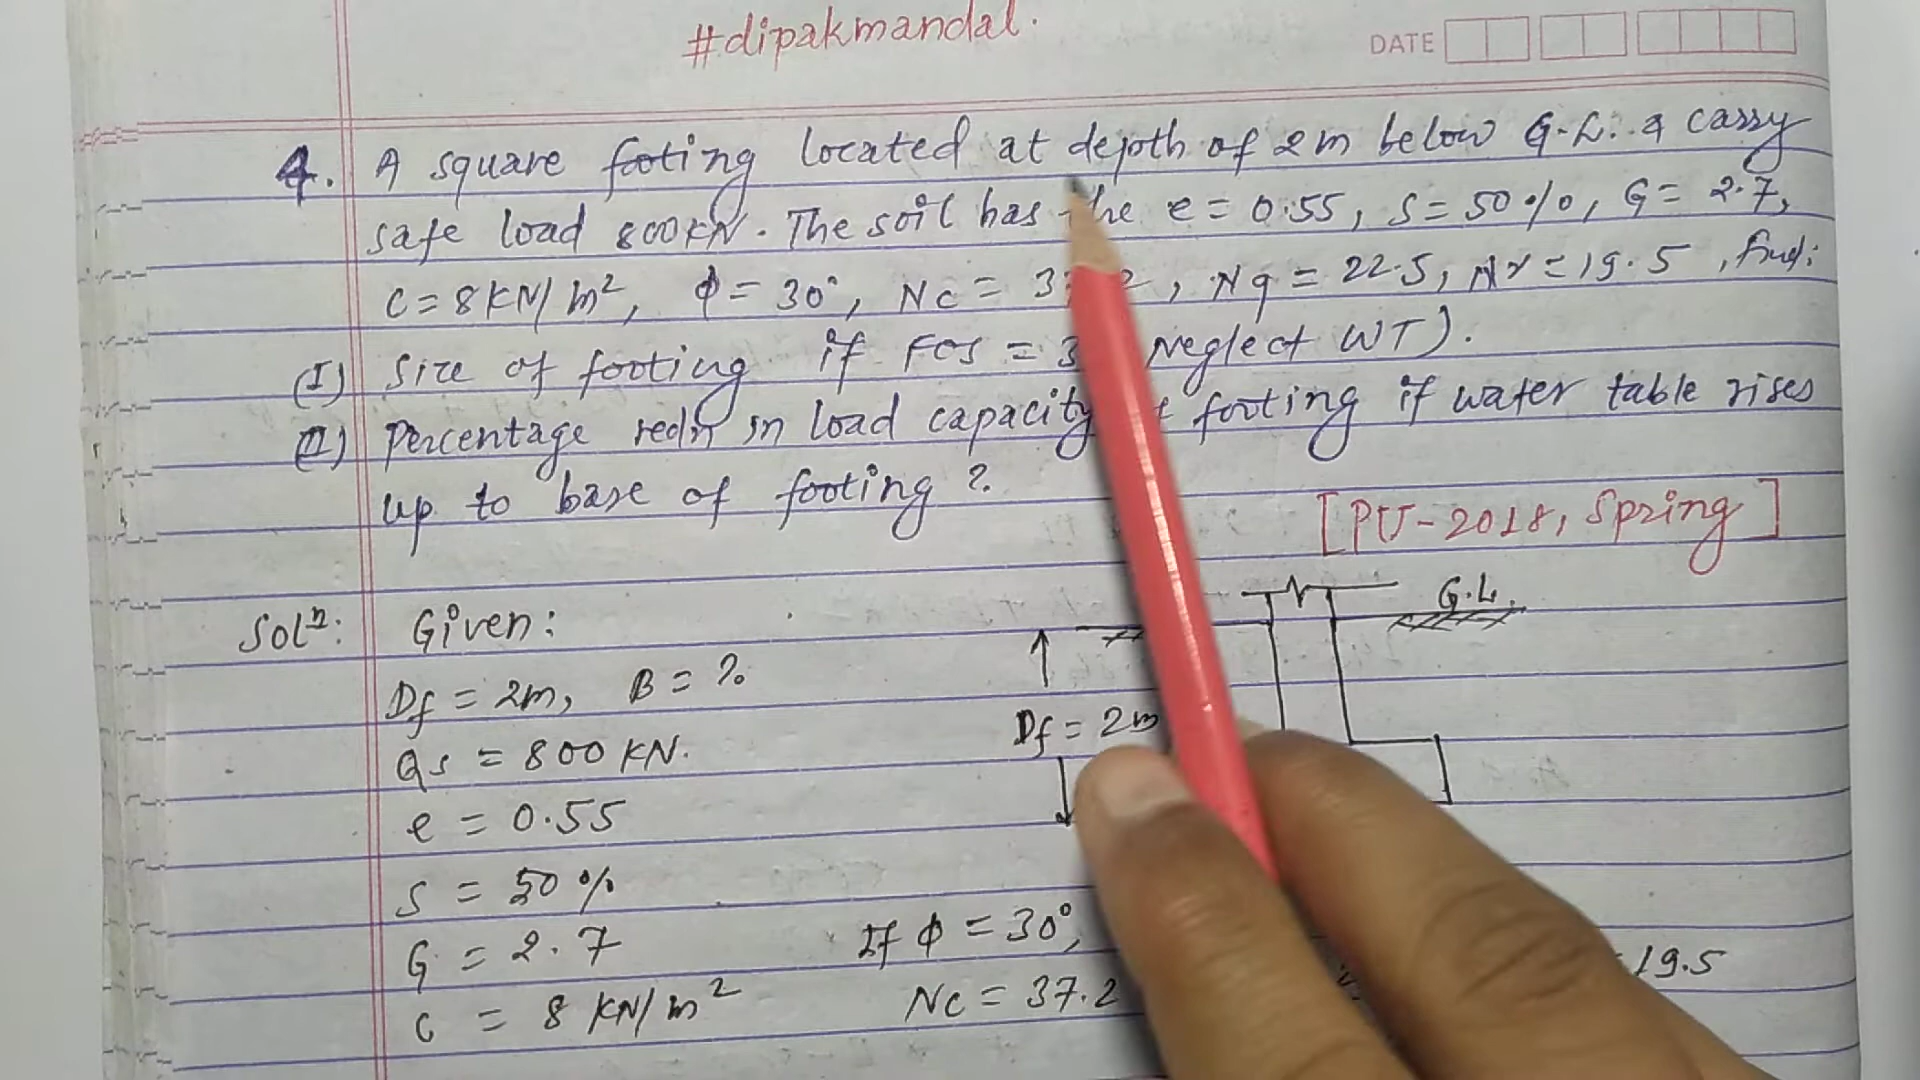 #dipakmandal.
DATE
4. A square footing located at depth of 2m below G.L. & carry
safe load 800KN. The soil has the e = 0.55, S = 50%, G = 2.7,
C = 8KN/m², φ = 30°, Nc = 37.2, Nq = 22.5, Nγ = 19.5, find:
(I) Size of footing if FOS = 3 neglect WT).
(II) Percentage redn in load capacity of footing if water table rises
up to base of footing?
[PU-2018, Spring]
Solⁿ: Given:
G.L.
Df = 2m, B = ?
Df = 2m
Qs = 800 KN.
e = 0.55
S = 50%
G = 2.7
If φ = 30°,
19.5
C = 8 KN/m²
Nc = 37.2